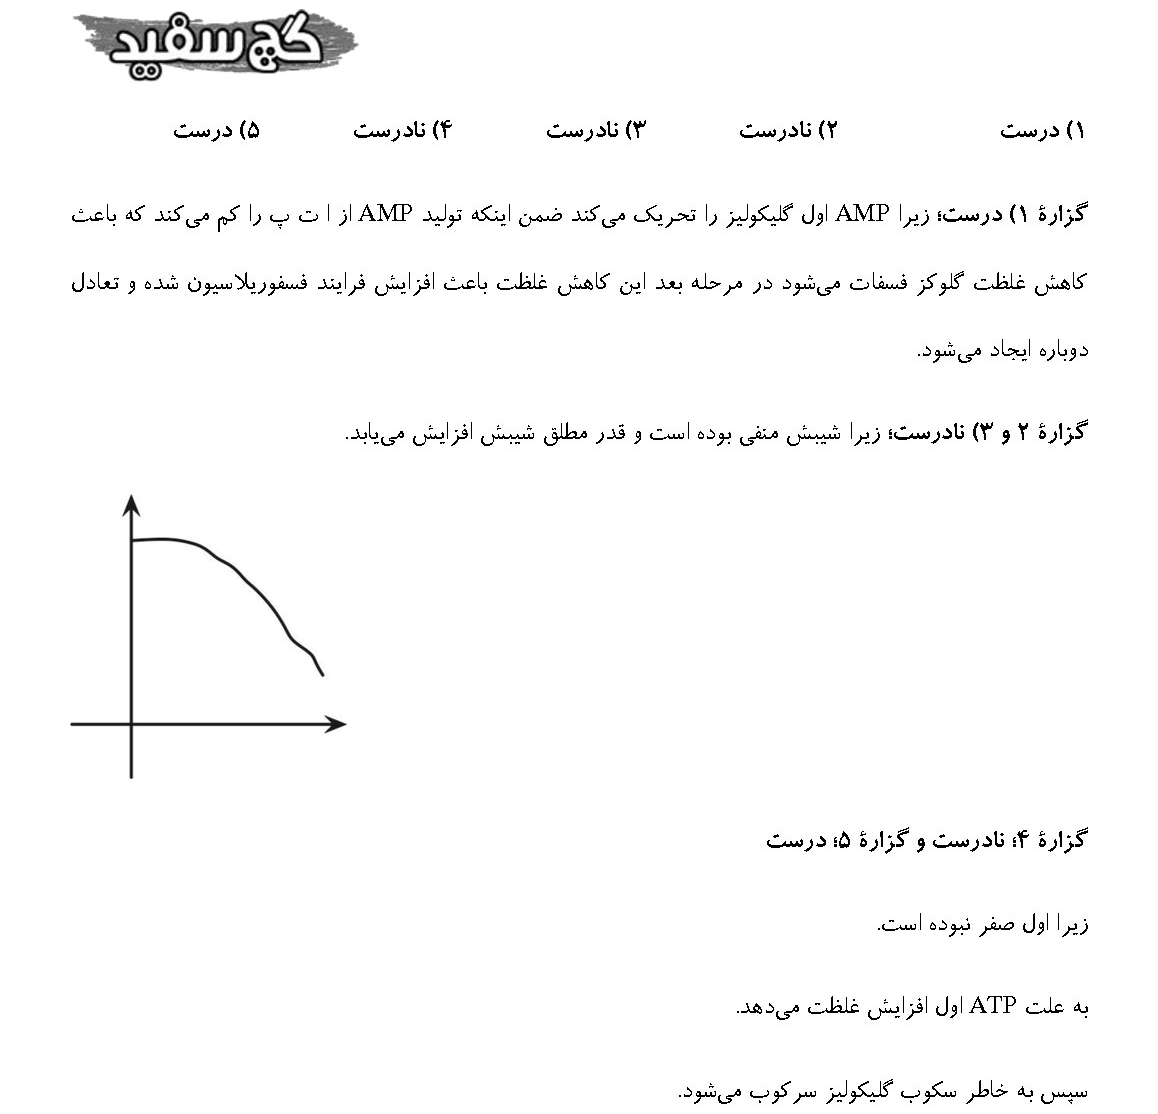 گچ سفید
۱) درست ۲) نادرست ۳) نادرست ۴) نادرست ۵) درست
گزارهٔ ۱) درست؛ زیرا AMP اول گلیکولیز را تحریک می‌کند ضمن اینکه تولید AMP از ا ت پ را کم می‌کند که باعث
کاهش غلظت گلوکز فسفات می‌شود در مرحله بعد این کاهش غلظت باعث افزایش فرایند فسفوریلاسیون شده و تعادل
دوباره ایجاد می‌شود.
گزارهٔ ۲ و ۳) نادرست؛ زیرا شیبش منفی بوده است و قدر مطلق شیبش افزایش می‌یابد.
گزارهٔ ۴؛ نادرست و گزارهٔ ۵؛ درست
زیرا اول صفر نبوده است.
به علت ATP اول افزایش غلظت می‌دهد.
سپس به خاطر سکوب گلیکولیز سرکوب می‌شود.